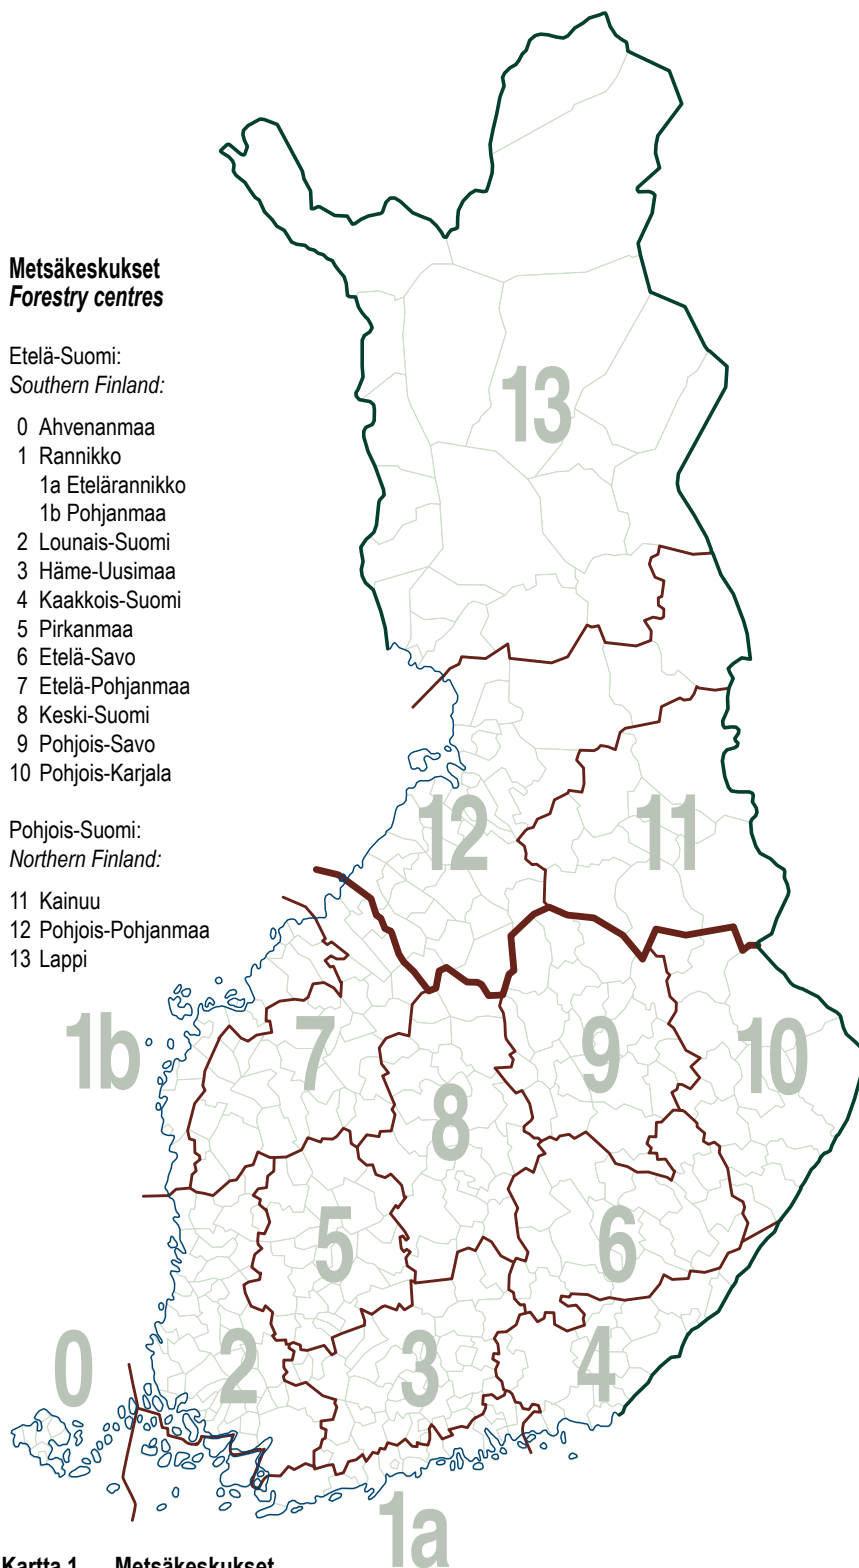 Metsäkeskukset
Forestry centres
Etelä-Suomi:
Southern Finland:
0 Ahvenanmaa
1 Rannikko
1a Etelärannikko
1b Pohjanmaa
2 Lounais-Suomi
3 Häme-Uusimaa
4 Kaakkois-Suomi
5 Pirkanmaa
6 Etelä-Savo
7 Etelä-Pohjanmaa
8 Keski-Suomi
9 Pohjois-Savo
10 Pohjois-Karjala
Pohjois-Suomi:
Northern Finland:
11 Kainuu
12 Pohjois-Pohjanmaa
13 Lappi
13
12
11
1b
7
9
10
8
5
6
0
2
3
4
1a
Kartta 1 Metsäkeskukset